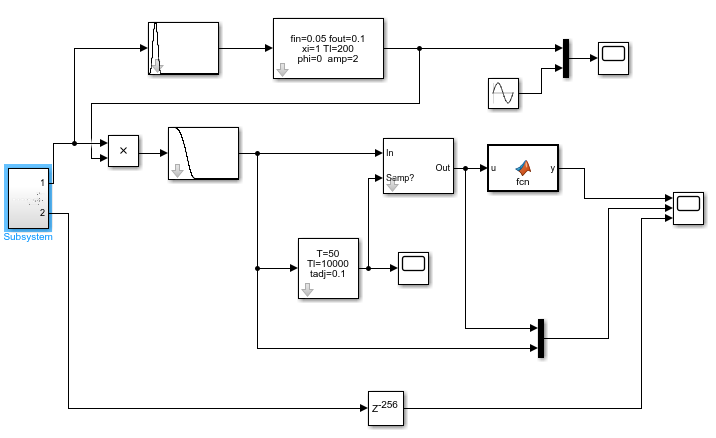 fin=0.05 fout=0.1
xi=1 Tl=200
phi=0 amp=2
×
In
Out
Samp?
u
y
fcn
1
2
Subsystem
T=50
Tl=10000
tadj=0.1
Z-256